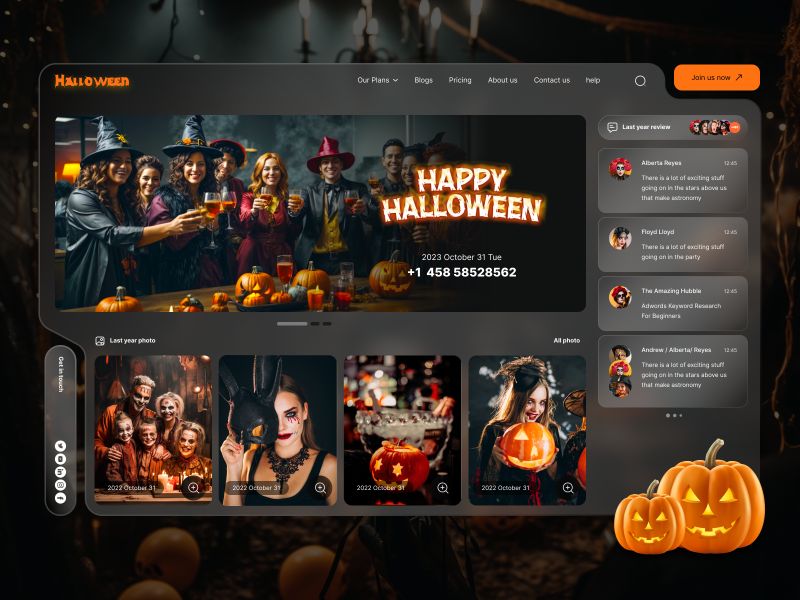 Halloween
Our Plans
Blogs
Pricing
About us
Contact us
help
Join us now
HAPPY
HALLOWEEN
2023 October 31 Tue
+1 458 58528562
Last year review
Alberta Reyes
12:45
There is a lot of exciting stuff
going on in the stars above us
that make astronomy
Floyd Lloyd
12:45
There is a lot of exciting stuff
going on in the party
The Amazing Hubble
12:45
Adwords Keyword Research
For Beginners
Andrew / Alberta/ Reyes
12:45
There is a lot of exciting stuff
going on in the stars above us
that make astronomy
Last year photo
All photo
Get in touch
2022 October 31
2022 October 31
2022 October 31
2022 October 31